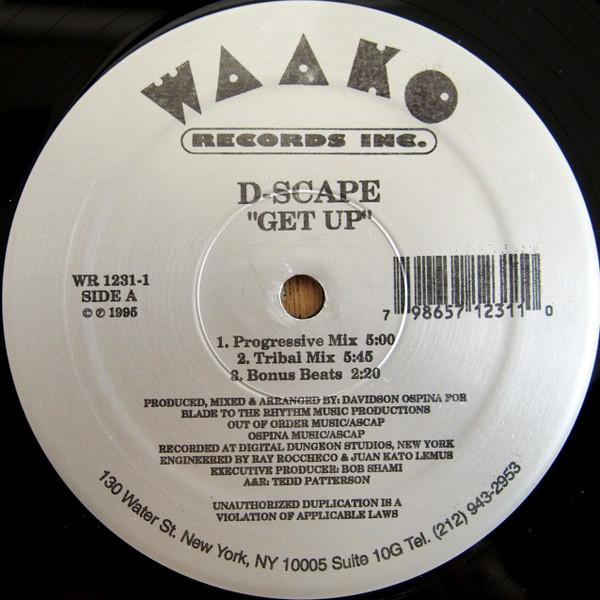 WAAKO
RECORDS INC.
D-SCAPE
"GET UP"
WR 1231-1
SIDE A
© ℗ 1995
7 98657 12311 0
1. Progressive Mix 5:00
2. Tribal Mix 5:45
3. Bonus Beats 2:20
PRODUCED, MIXED & ARRANGED BY: DAVIDSON OSPINA FOR
BLADE TO THE RHYTHM MUSIC PRODUCTIONS
OUT OF ORDER MUSIC/ASCAP
OSPINA MUSIC/ASCAP
RECORDED AT DIGITAL DUNGEON STUDIOS, NEW YORK
ENGINEERED BY RAY ROCCHECO & JUAN KATO LEMUS
EXECUTIVE PRODUCER: BOB SHAMI
A&R: TEDD PATTERSON
UNAUTHORIZED DUPLICATION IS A
VIOLATION OF APPLICABLE LAWS
130 Water St. New York, NY 10005 Suite 10G Tel. (212) 943-2953